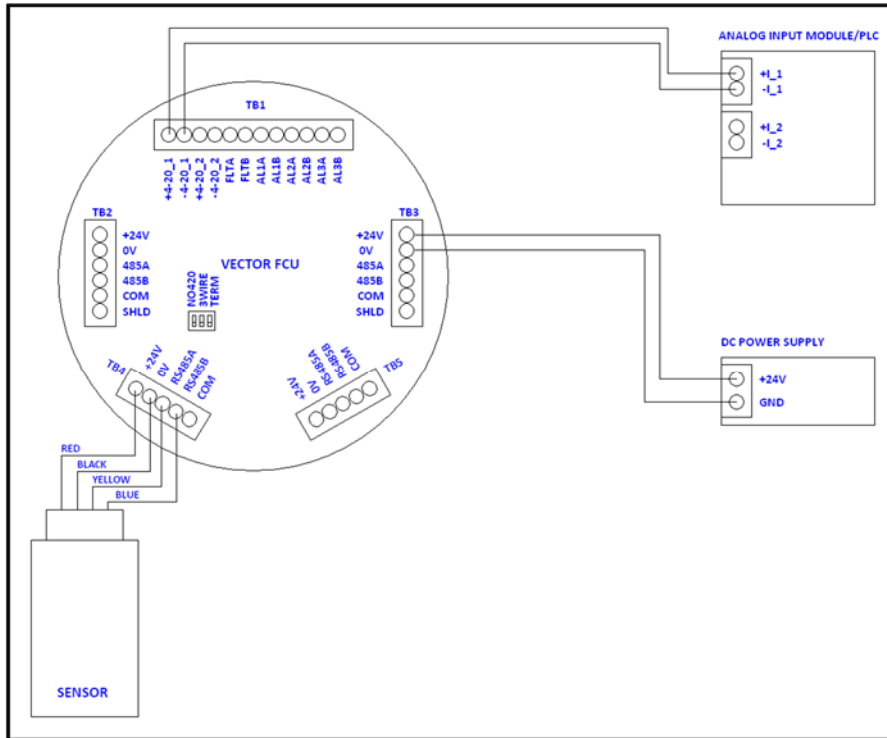 ANALOG INPUT MODULE/PLC
+I_1
-I_1
+I_2
-I_2
TB1
+4-20_1
-4-20_1
+4-20_2
-4-20_2
FLTA
FLTB
AL1A
AL1B
AL2A
AL2B
AL3A
AL3B
TB2
+24V
0V
485A
485B
COM
SHLD
VECTOR FCU
NO420
3WIRE
TERM
TB3
+24V
0V
485A
485B
COM
SHLD
DC POWER SUPPLY
+24V
GND
TB4
+24V
0V
RS485A
RS485B
COM
+24V
0V
RS485A
RS485B
COM
TB5
RED
BLACK
YELLOW
BLUE
SENSOR